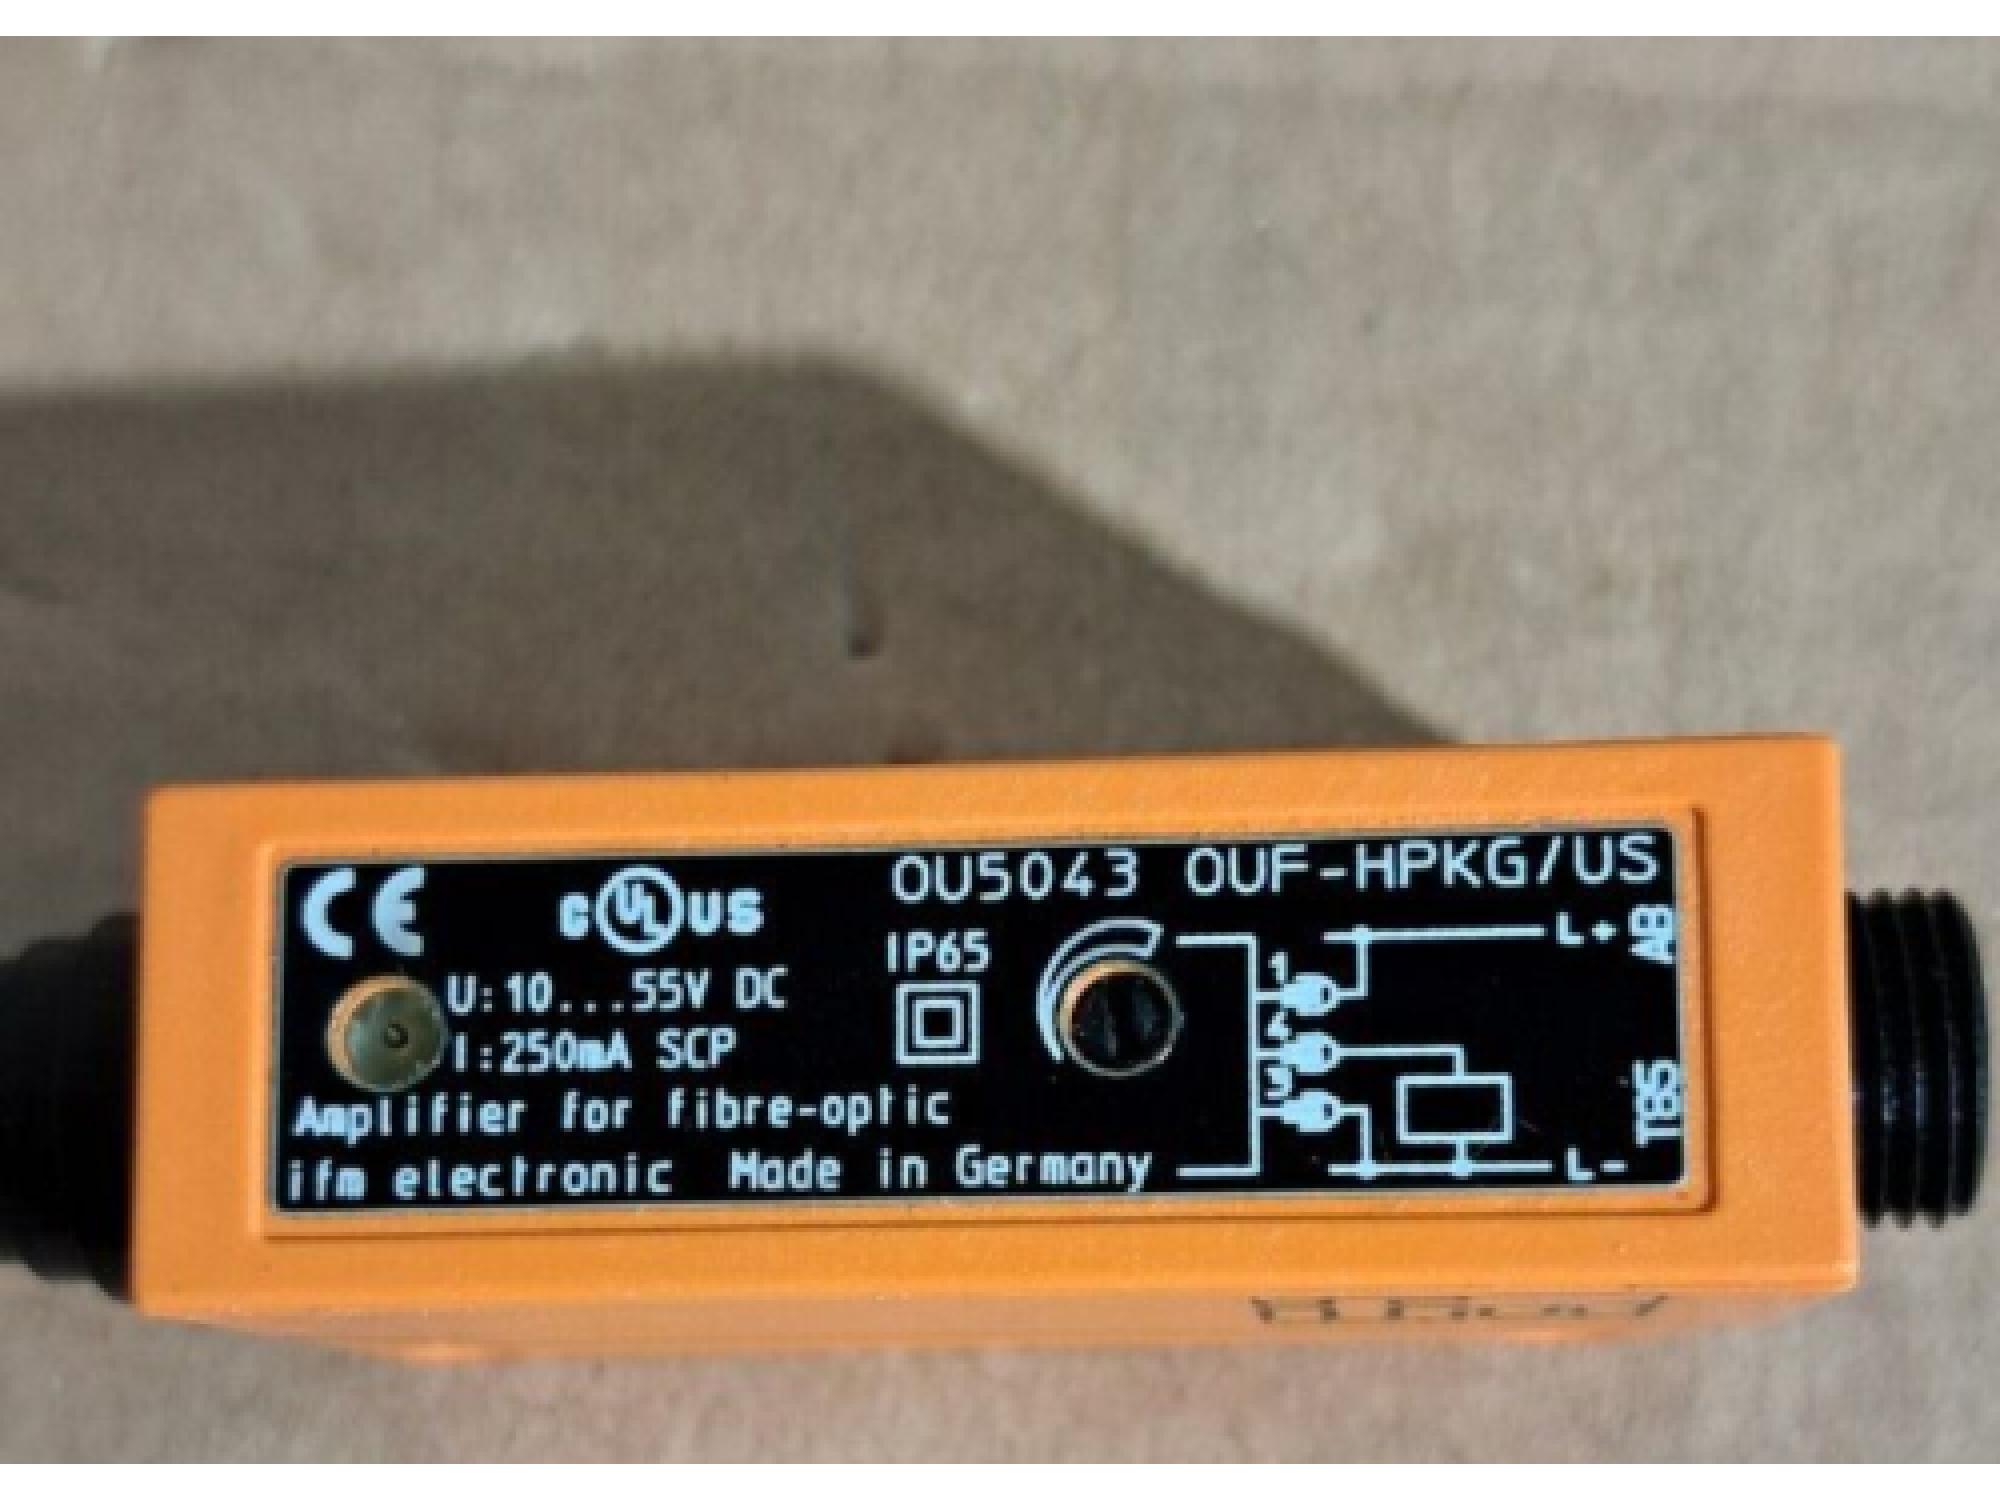 CE
C UL US
OU5043 OUF-HPKG/US
IP65
U:10...55V DC
I:250mA SCP
Amplifier for fibre-optic
ifm electronic Made in Germany
1
4
3
L+
L-
AB
TB5